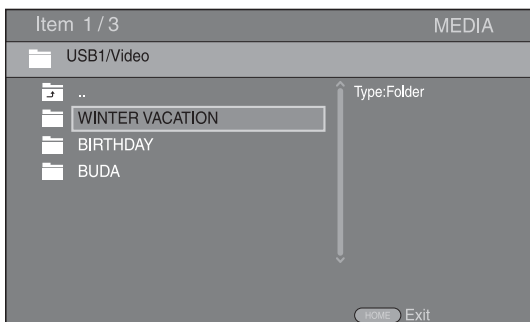 Item 1/3 MEDIA
USB1/Video
..
Type:Folder
WINTER VACATION
BIRTHDAY
BUDA
HOME Exit